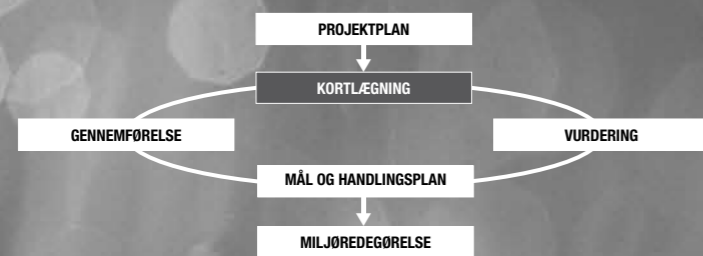 PROJEKTPLAN
KORTLÆGNING
GENNEMFØRELSE
VURDERING
MÅL OG HANDLINGSPLAN
MILJØREDEGØRELSE